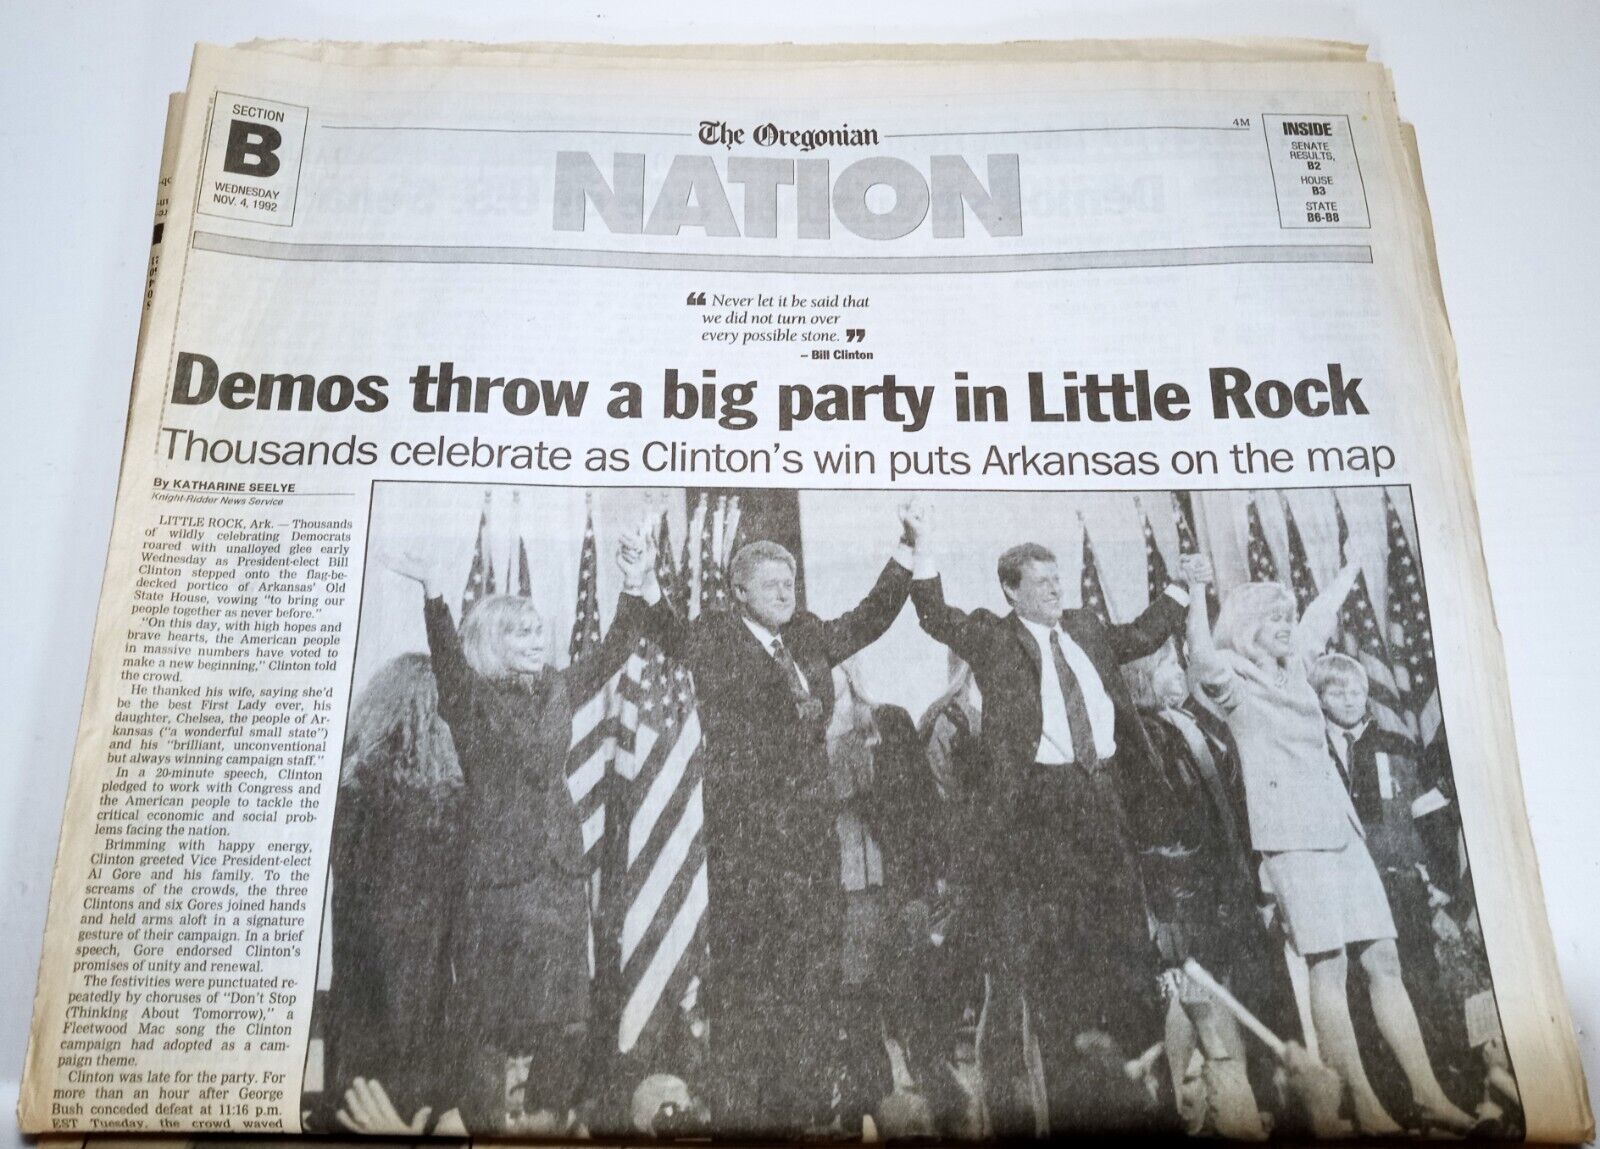 SECTION
B
WEDNESDAY
NOV. 4, 1992
The Oregonian
NATION
4M
INSIDE
SENATE
RESULTS,
B2
HOUSE
B3
STATE
B6-B8
“ Never let it be said that
we did not turn over
every possible stone. ”
– Bill Clinton
Demos throw a big party in Little Rock
Thousands celebrate as Clinton's win puts Arkansas on the map
By KATHARINE SEELYE
Knight-Ridder News Service
LITTLE ROCK, Ark. — Thousands
of wildly celebrating Democrats
roared with unalloyed glee early
Wednesday as President-elect Bill
Clinton stepped onto the flag-be-
decked portico of Arkansas' Old
State House, vowing "to bring our
people together as never before."
"On this day, with high hopes and
brave hearts, the American people
in massive numbers have voted to
make a new beginning," Clinton told
the crowd.
He thanked his wife, saying she'd
be the best First Lady ever, his
daughter, Chelsea, the people of Ar-
kansas ("a wonderful small state")
and his "brilliant, unconventional
but always winning campaign staff."
In a 20-minute speech, Clinton
pledged to work with Congress and
the American people to tackle the
critical economic and social prob-
lems facing the nation.
Brimming with happy energy,
Clinton greeted Vice President-elect
Al Gore and his family. To the
screams of the crowds, the three
Clintons and six Gores joined hands
and held arms aloft in a signature
gesture of their campaign. In a brief
speech, Gore endorsed Clinton's
promises of unity and renewal.
The festivities were punctuated re-
peatedly by choruses of "Don't Stop
(Thinking About Tomorrow)," a
Fleetwood Mac song the Clinton
campaign had adopted as a cam-
paign theme.
Clinton was late for the party. For
more than an hour after George
Bush conceded defeat at 11:16 p.m.
EST Tuesday, the crowd waved